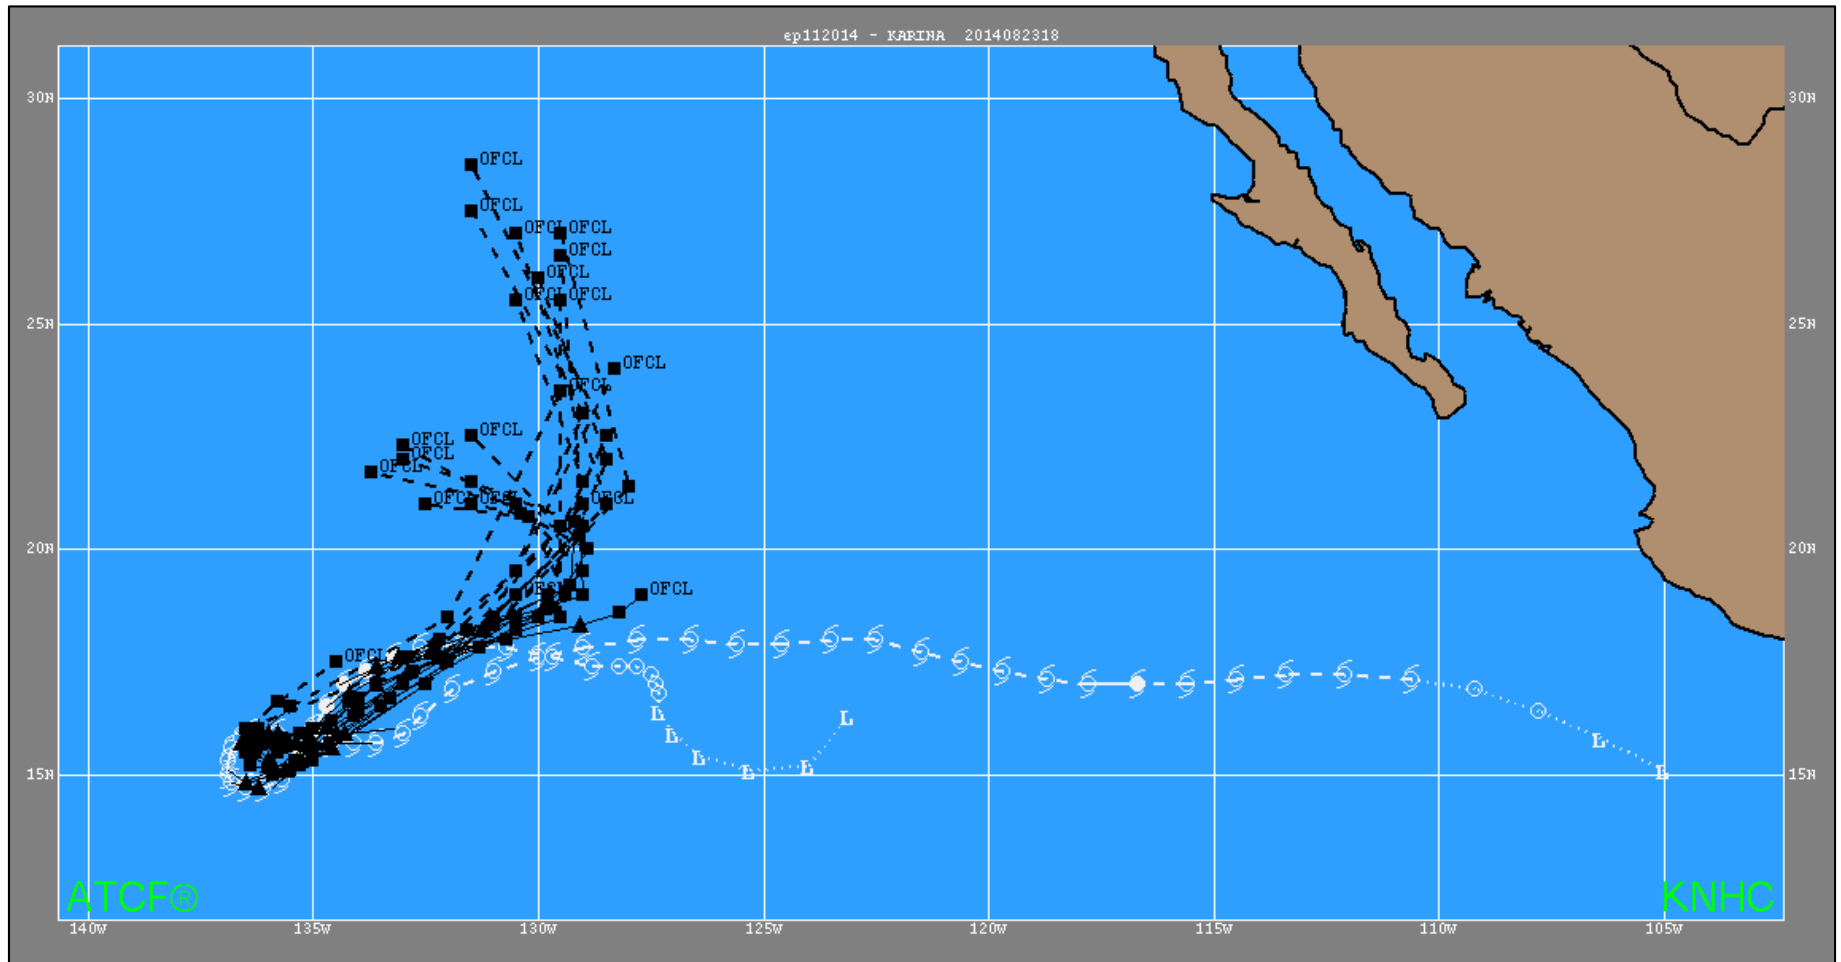 ep112014 - KARINA 2014082318
30N 30N
OFCL
OFCL
OFCL OFCL
OFCL
OFCL
OFCL OFCL
25N 25N
OFCL
OFCL
OFCL
OFCL
OFCL
OFCL
OFCL OFCL OFCL
20N 20N
OFCL OFCL
OFCL
L L
L L
L L L
15N L L 15N
ATCF® KNHC
140W 135W 130W 125W 120W 115W 110W 105W